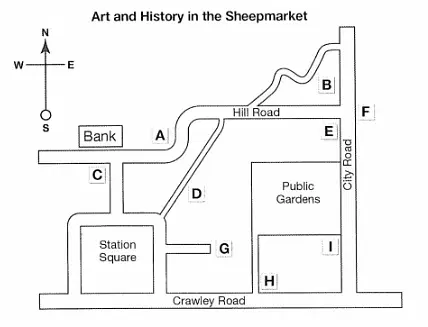 Art and History in the Sheepmarket
N
W
E
S
B
Hill Road
F
Bank
A
E
C
City Road
D
Public
Gardens
Station
Square
G
I
H
Crawley Road